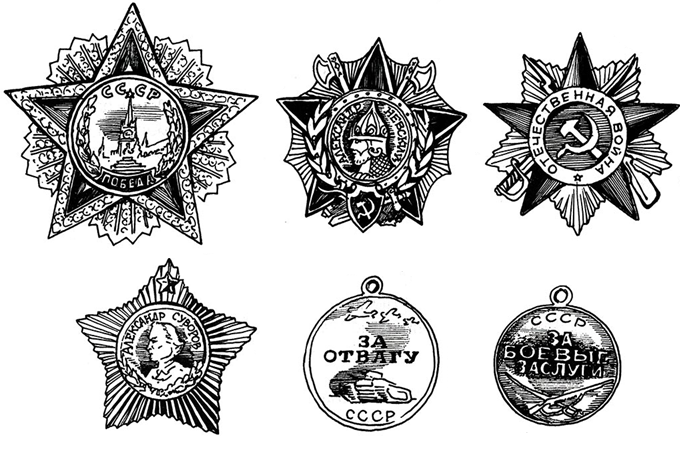 СССР
ПОБЕДА
АЛЕКСАНДР НЕВСКИЙ
ОТЕЧЕСТВЕННАЯ ВОЙНА
АЛЕКСАНДР СУВОРОВ
ЗА
ОТВАГУ
СССР
СССР
ЗА
БОЕВЫЕ
ЗАСЛУГИ